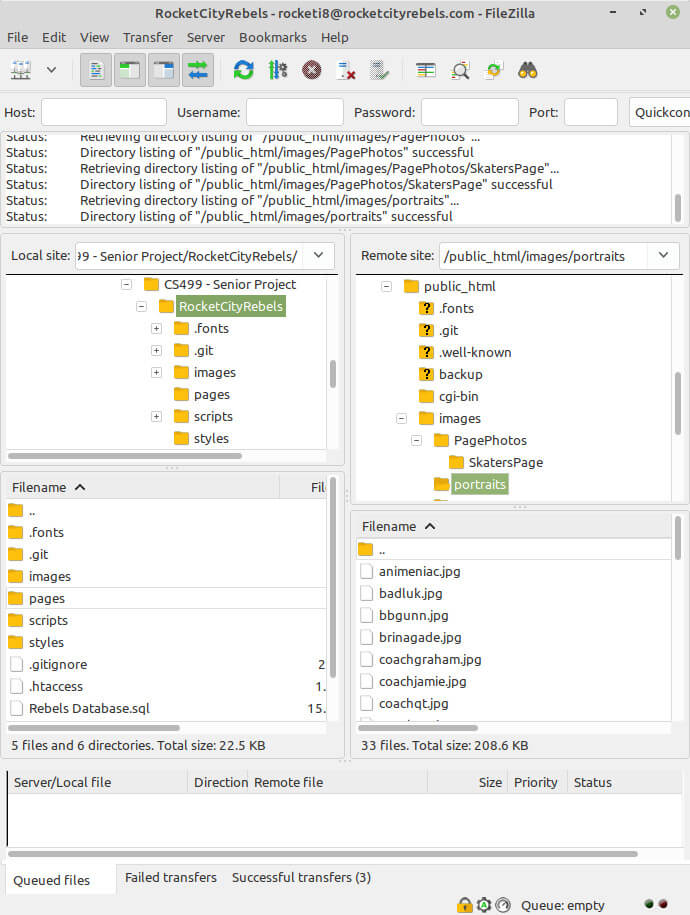 RocketCityRebels - rocketi8@rocketcityrebels.com - FileZilla
File Edit View Transfer Server Bookmarks Help
Host: Username: Password: Port: Quickcon
Status: Retrieving directory listing of "/public_html/images/PagePhotos"...
Status: Directory listing of "/public_html/images/PagePhotos" successful
Status: Retrieving directory listing of "/public_html/images/PagePhotos/SkatersPage"...
Status: Directory listing of "/public_html/images/PagePhotos/SkatersPage" successful
Status: Retrieving directory listing of "/public_html/images/portraits"...
Status: Directory listing of "/public_html/images/portraits" successful
Local site: 99 - Senior Project/RocketCityRebels/
CS499 - Senior Project
RocketCityRebels
.fonts
.git
images
pages
scripts
styles
Filename Fil
..
.fonts
.git
images
pages
scripts
styles
.gitignore 2
.htaccess 1.
Rebels Database.sql 15.
5 files and 6 directories. Total size: 22.5 KB
Remote site: /public_html/images/portraits
public_html
.fonts
.git
.well-known
backup
cgi-bin
images
PagePhotos
SkatersPage
portraits
Filename
..
animeniac.jpg
badluk.jpg
bbgunn.jpg
brinagade.jpg
coachgraham.jpg
coachjamie.jpg
coachqt.jpg
33 files. Total size: 208.6 KB
Server/Local file Direction Remote file Size Priority Status
Queued files Failed transfers Successful transfers (3)
Queue: empty